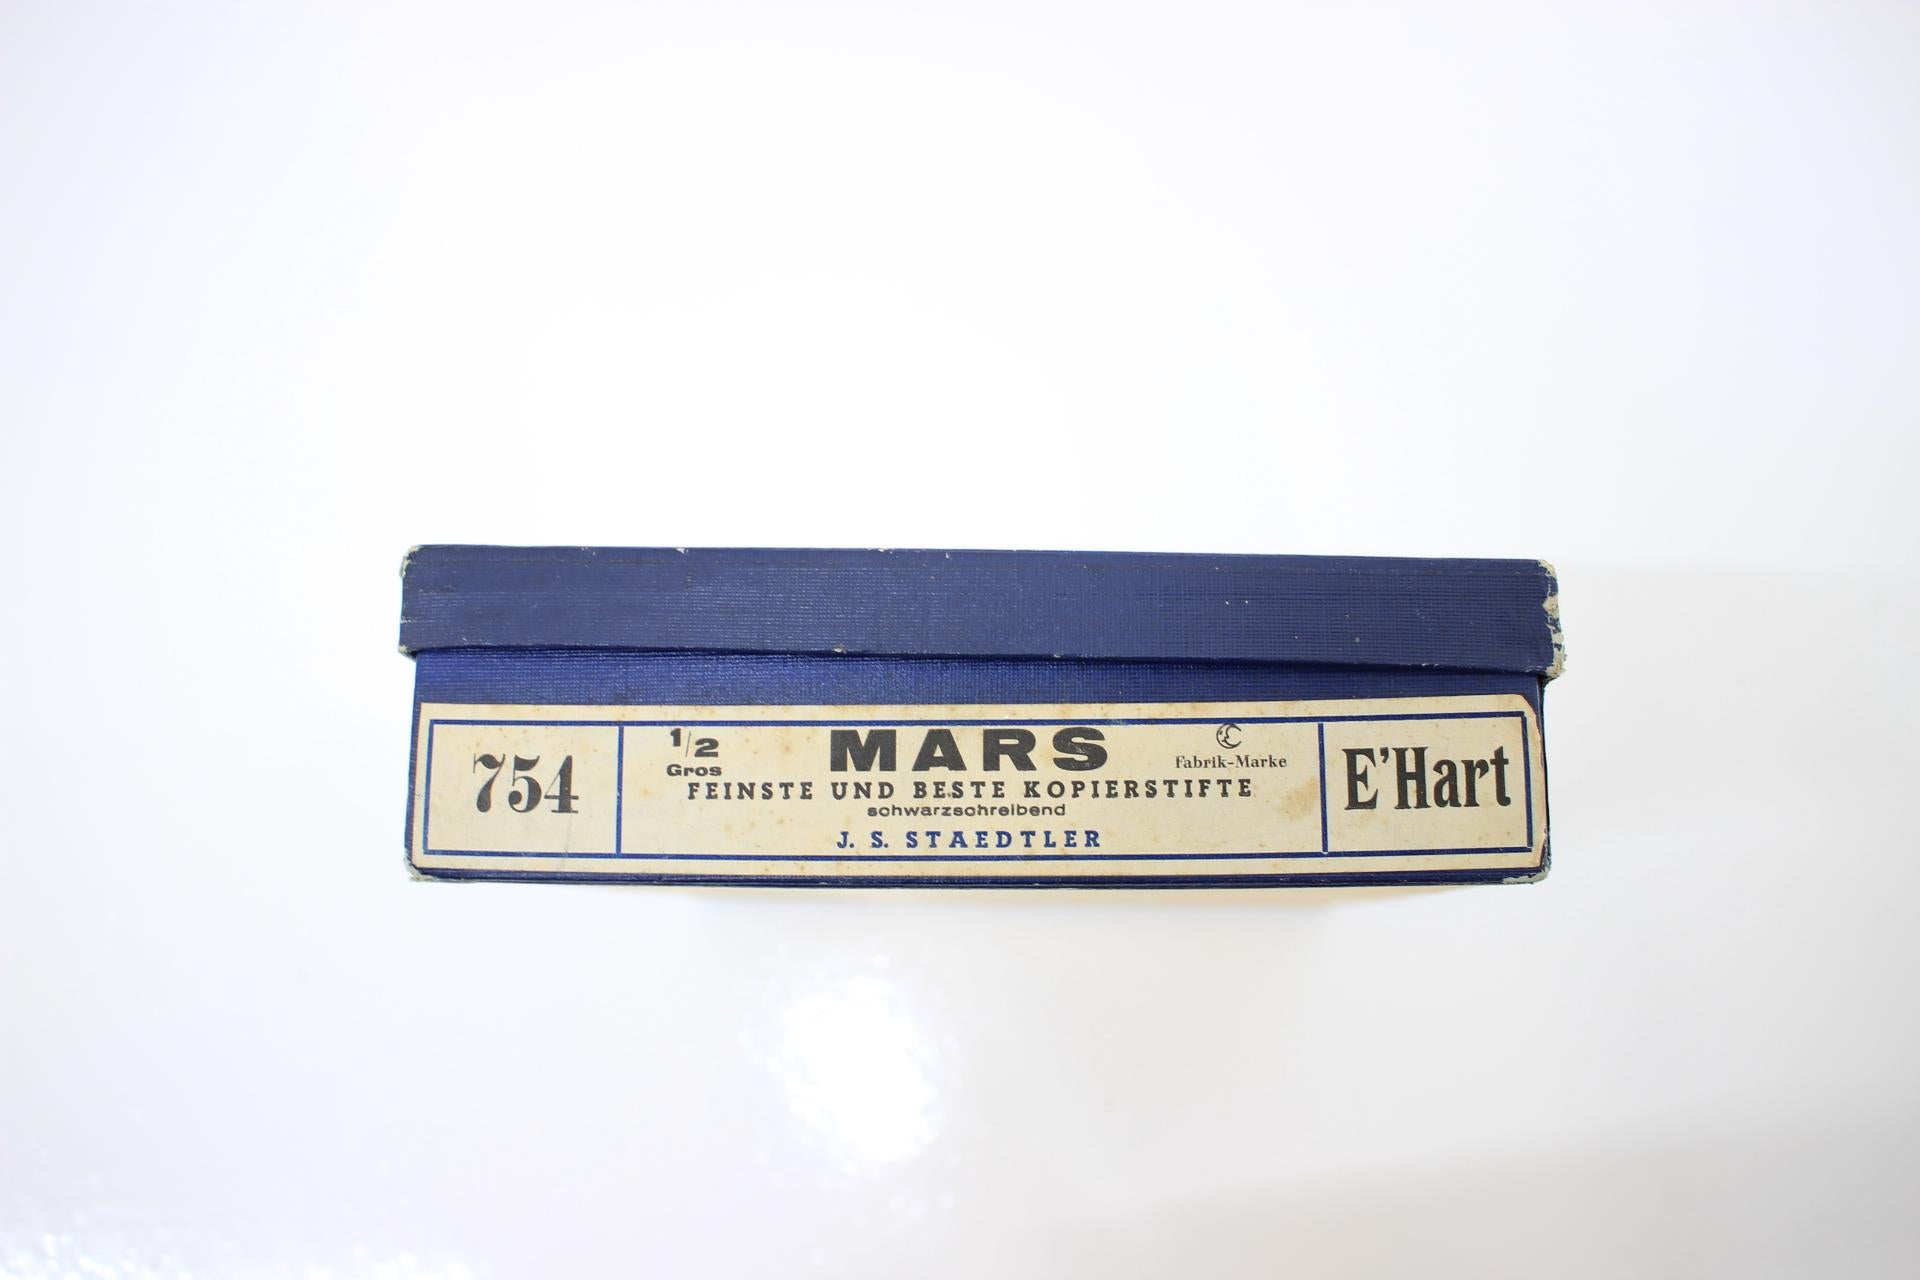 754
1/2
Gros
MARS
Fabrik-Marke
FEINSTE UND BESTE KOPIERSTIFTE
schwarzschreibend
J. S. STAEDTLER
E'Hart